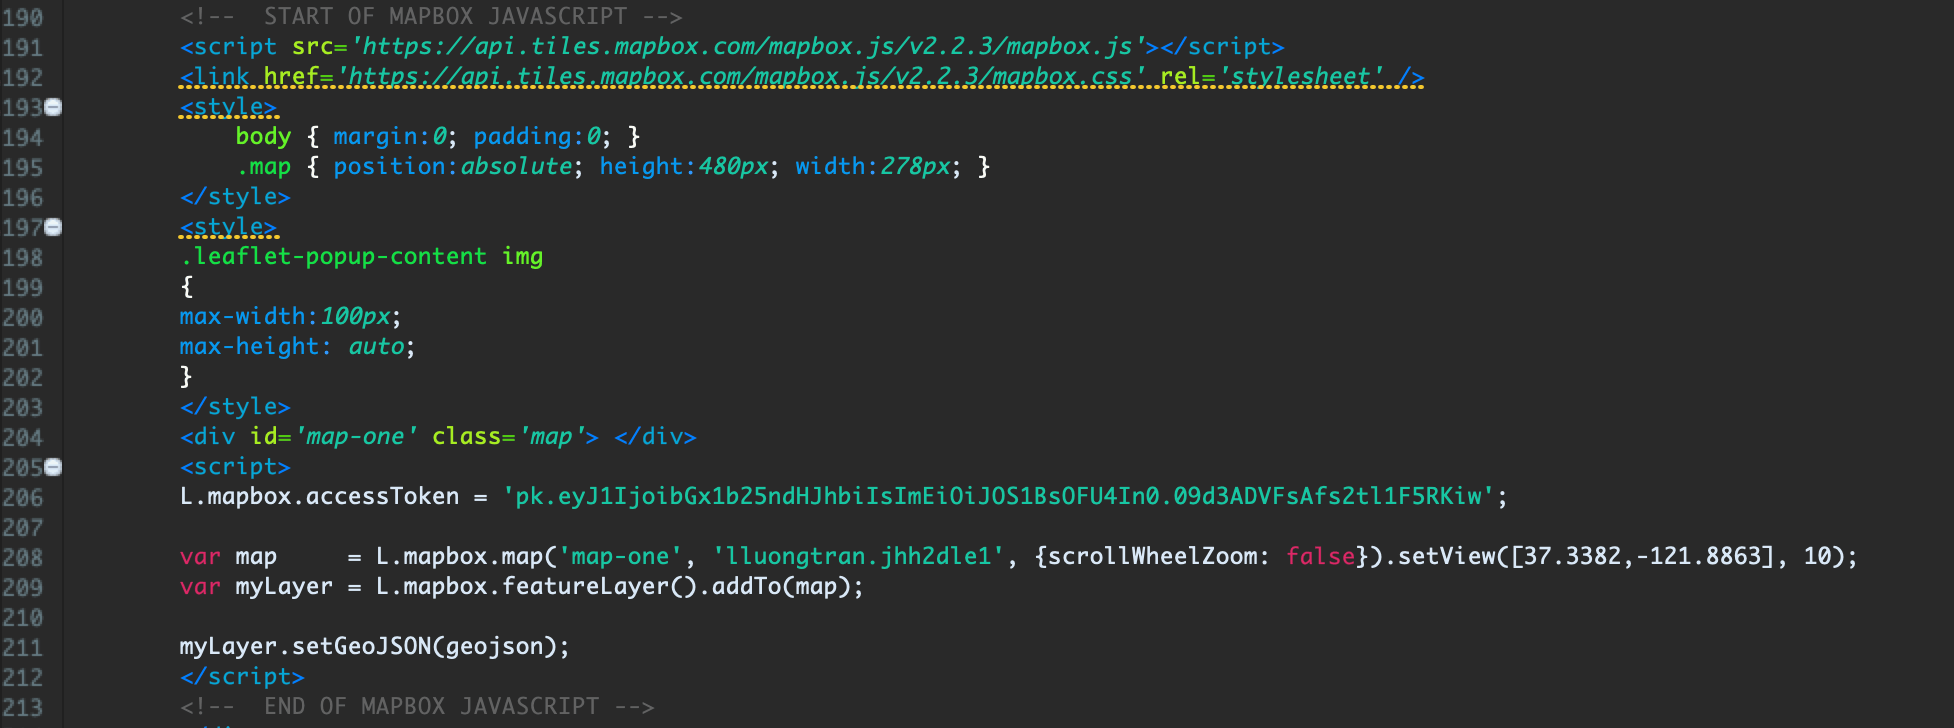 190 <!--  START OF MAPBOX JAVASCRIPT -->
191 <script src='https://api.tiles.mapbox.com/mapbox.js/v2.2.3/mapbox.js'></script>
192 <link href='https://api.tiles.mapbox.com/mapbox.js/v2.2.3/mapbox.css' rel='stylesheet' />
193 <style>
194     body { margin:0; padding:0; }
195     .map { position:absolute; height:480px; width:278px; }
196 </style>
197 <style>
198 .leaflet-popup-content img
199 {
200 max-width:100px;
201 max-height: auto;
202 }
203 </style>
204 <div id='map-one' class='map'> </div>
205 <script>
206 L.mapbox.accessToken = 'pk.eyJ1IjoibGx1b25ndHJhbiIsImEiOiJOS1BsOFU4In0.09d3ADVFsAfs2tl1F5RKiw';
207
208 var map     = L.mapbox.map('map-one', 'lluongtran.jhh2dle1', {scrollWheelZoom: false}).setView([37.3382,-121.8863], 10);
209 var myLayer = L.mapbox.featureLayer().addTo(map);
210
211 myLayer.setGeoJSON(geojson);
212 </script>
213 <!--  END OF MAPBOX JAVASCRIPT -->